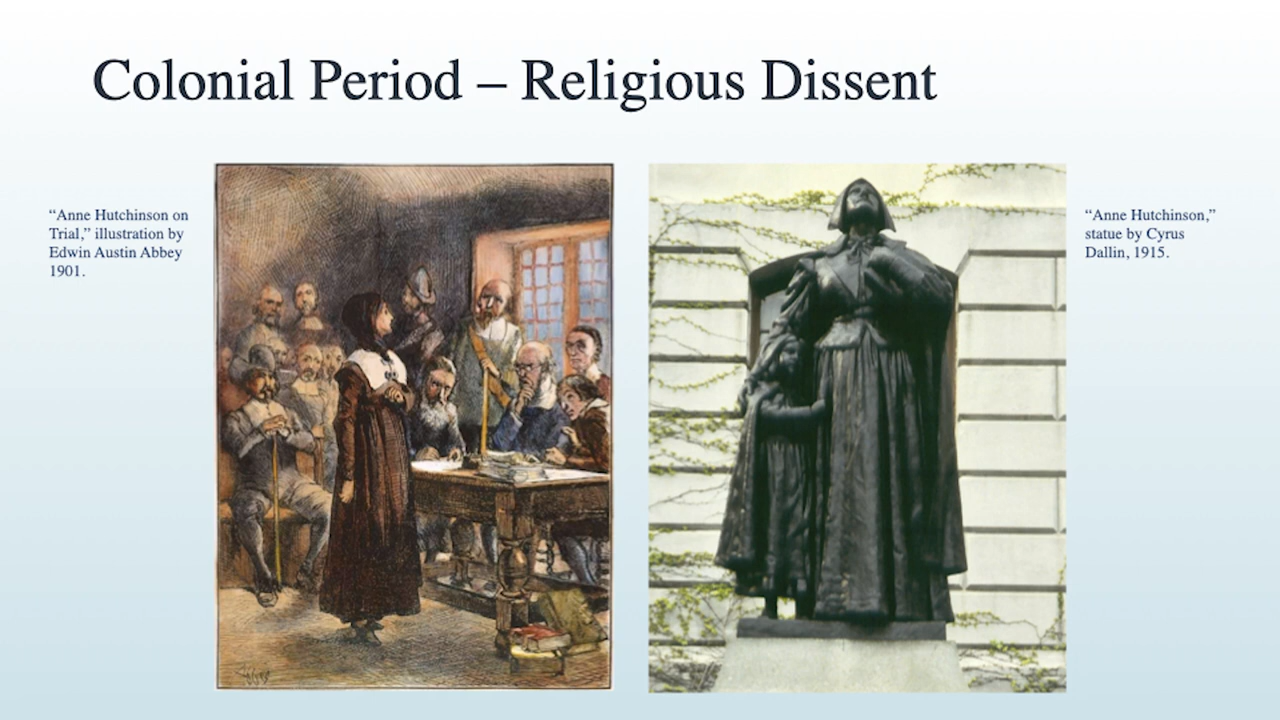 Colonial Period – Religious Dissent
“Anne Hutchinson on
Trial,” illustration by
Edwin Austin Abbey
1901.
“Anne Hutchinson,”
statue by Cyrus
Dallin, 1915.